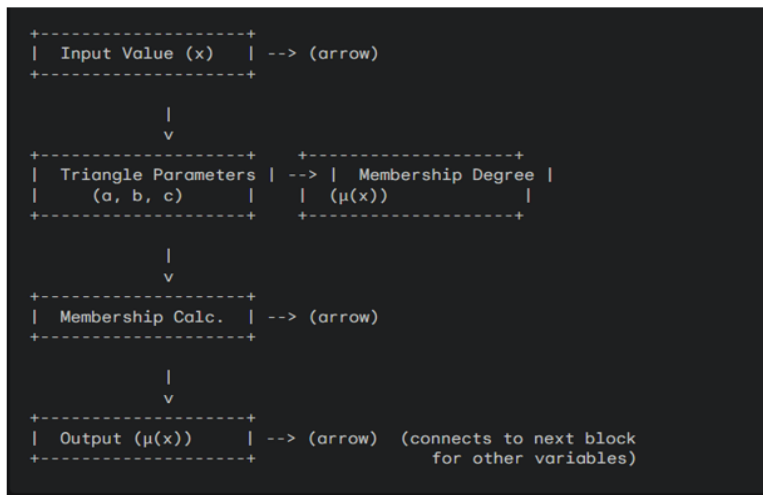 +---------------------+
|  Input Value (x)   | --> (arrow)
+---------------------+
|
v
+---------------------+    +---------------------+
|  Triangle Parameters | --> |  Membership Degree |
|     (a, b, c)      |    |  (μ(x))             |
+---------------------+    +---------------------+
|
v
+---------------------+
|  Membership Calc.  | --> (arrow)
+---------------------+
|
v
+---------------------+
|  Output (μ(x))     | --> (arrow)  (connects to next block
+---------------------+                 for other variables)